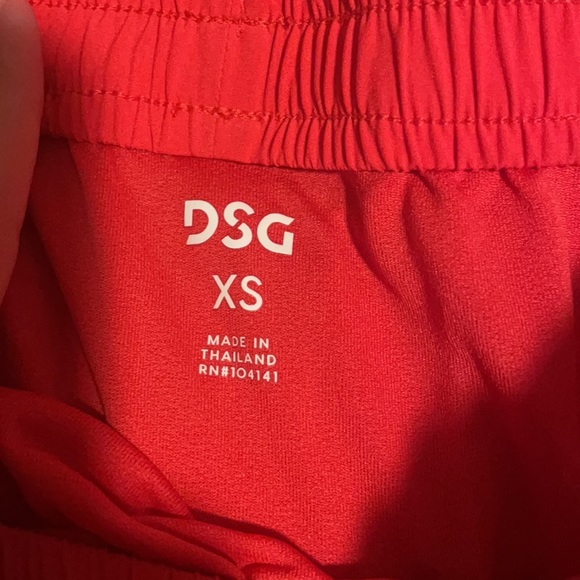 DSG
XS
MADE IN
THAILAND
RN#104141